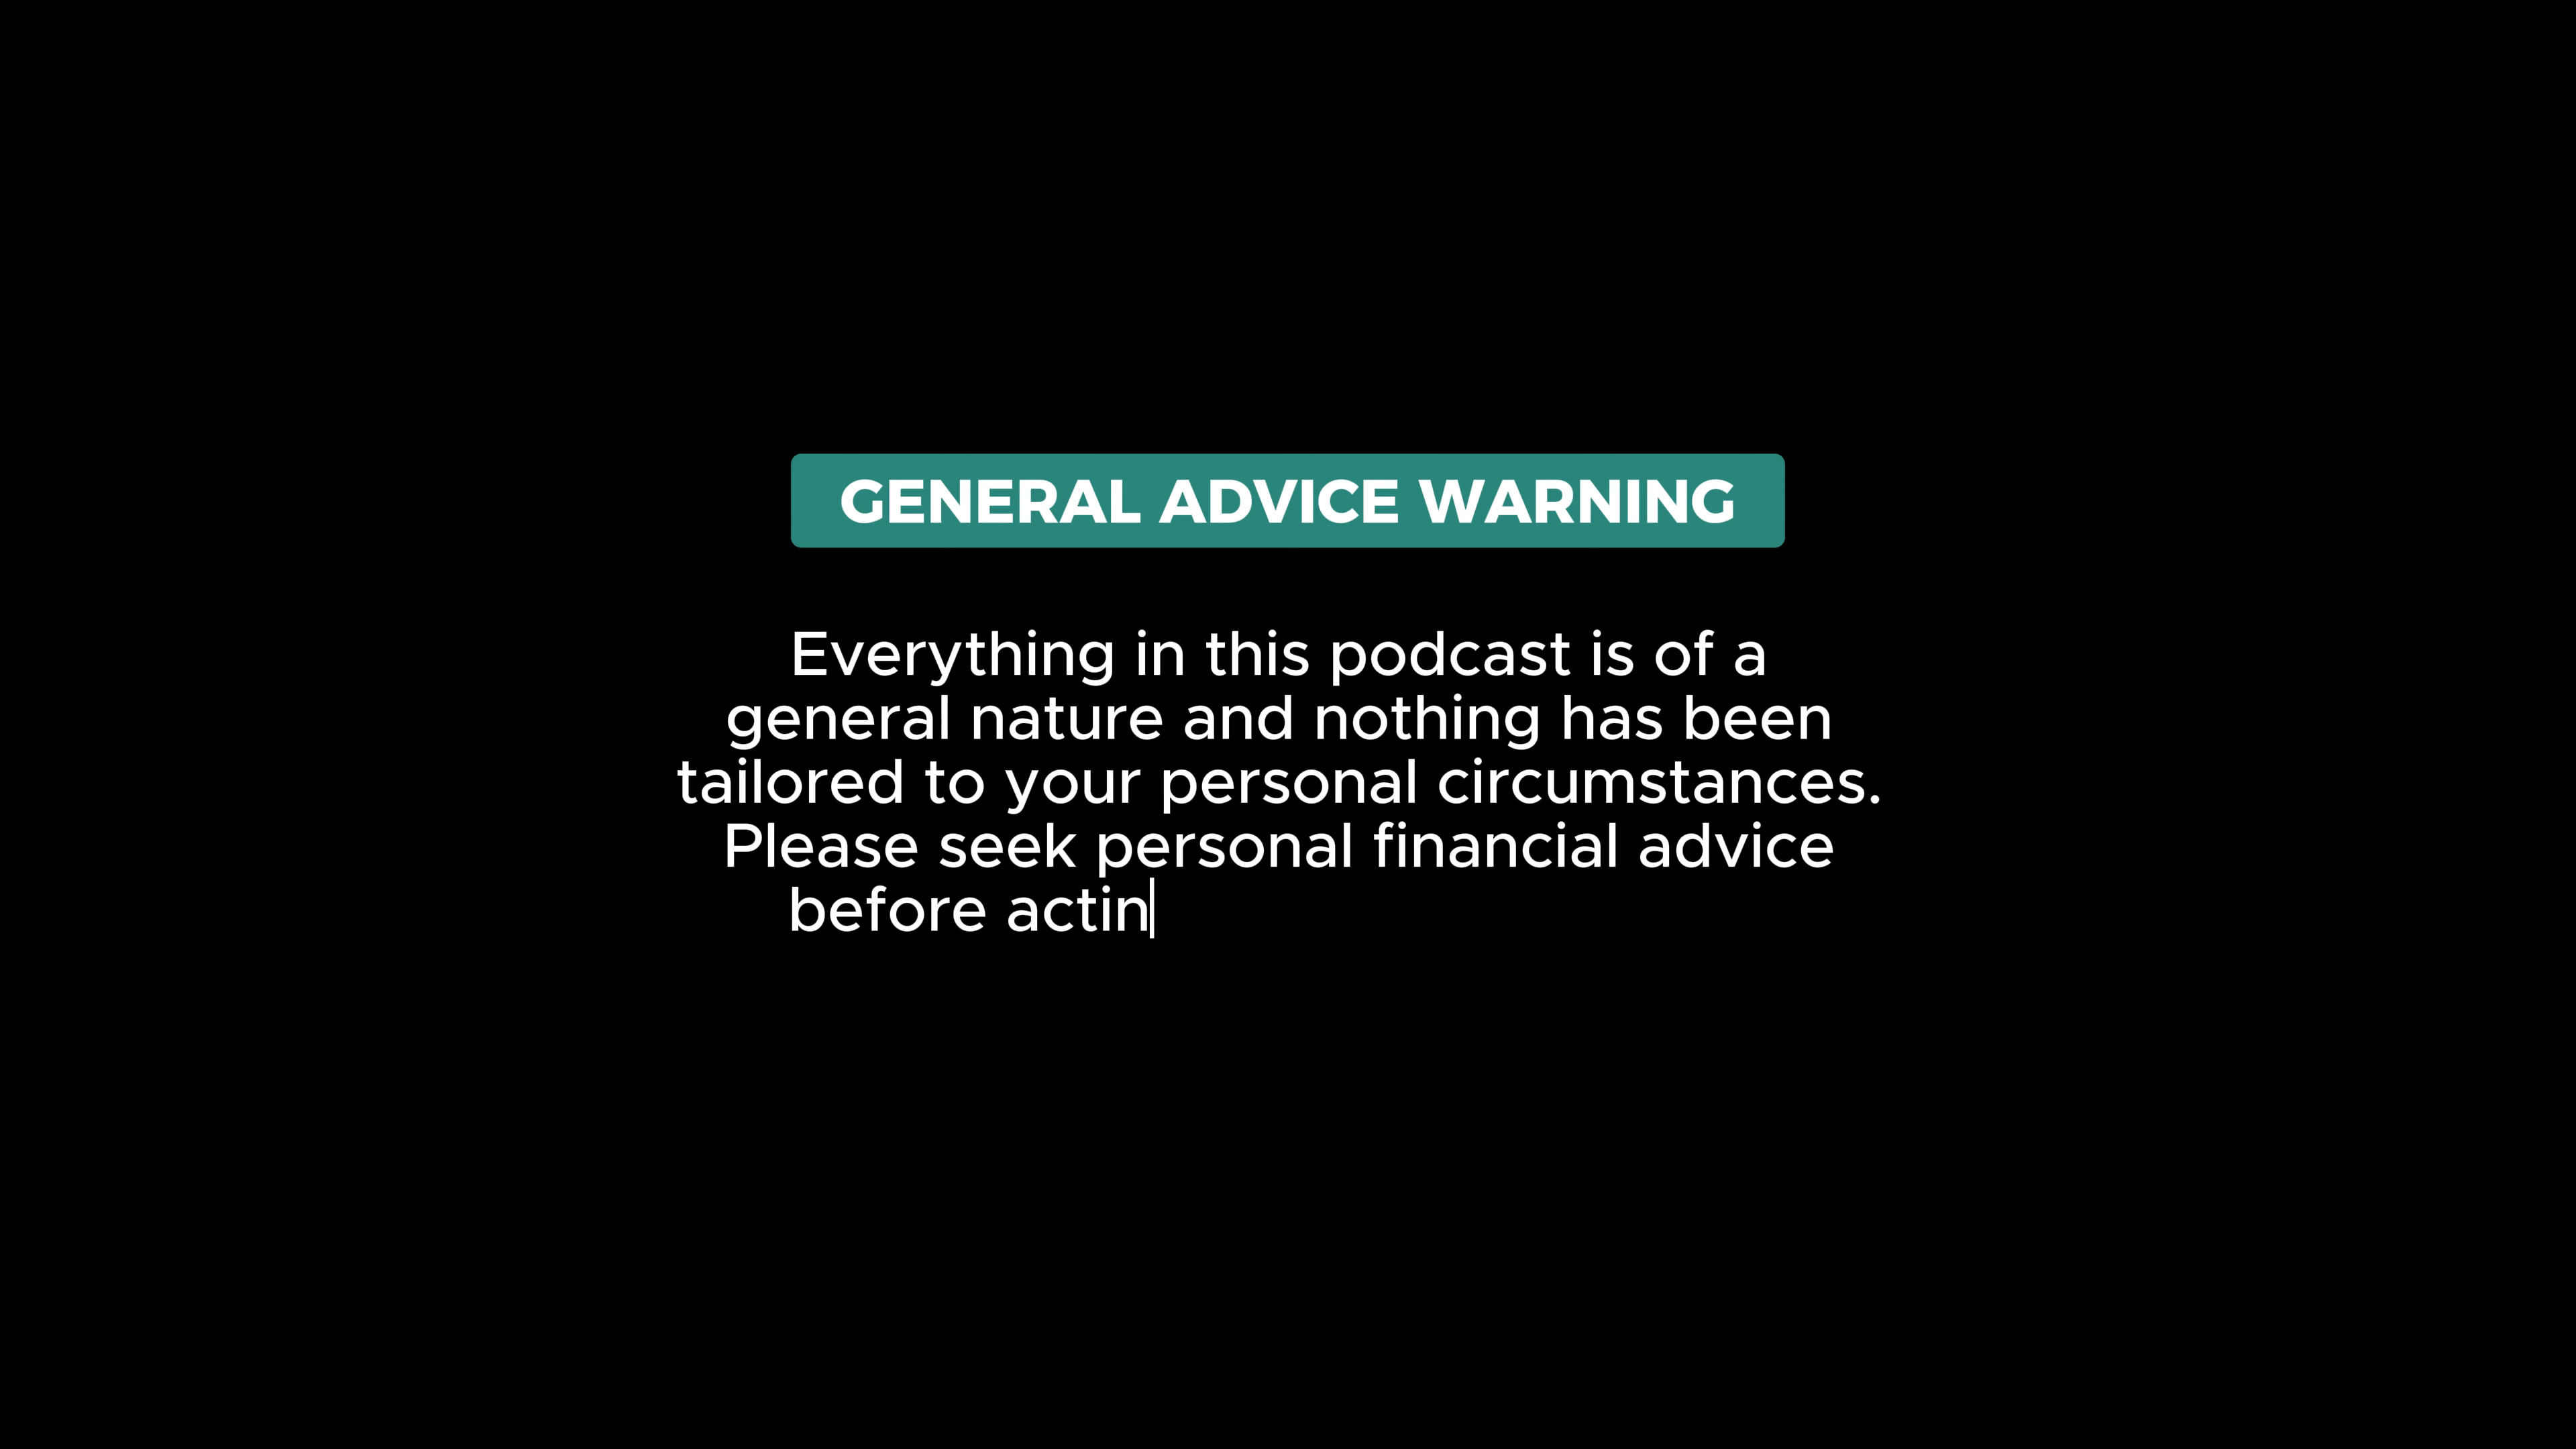 GENERAL ADVICE WARNING
Everything in this podcast is of a
general nature and nothing has been
tailored to your personal circumstances.
Please seek personal financial advice
before actin